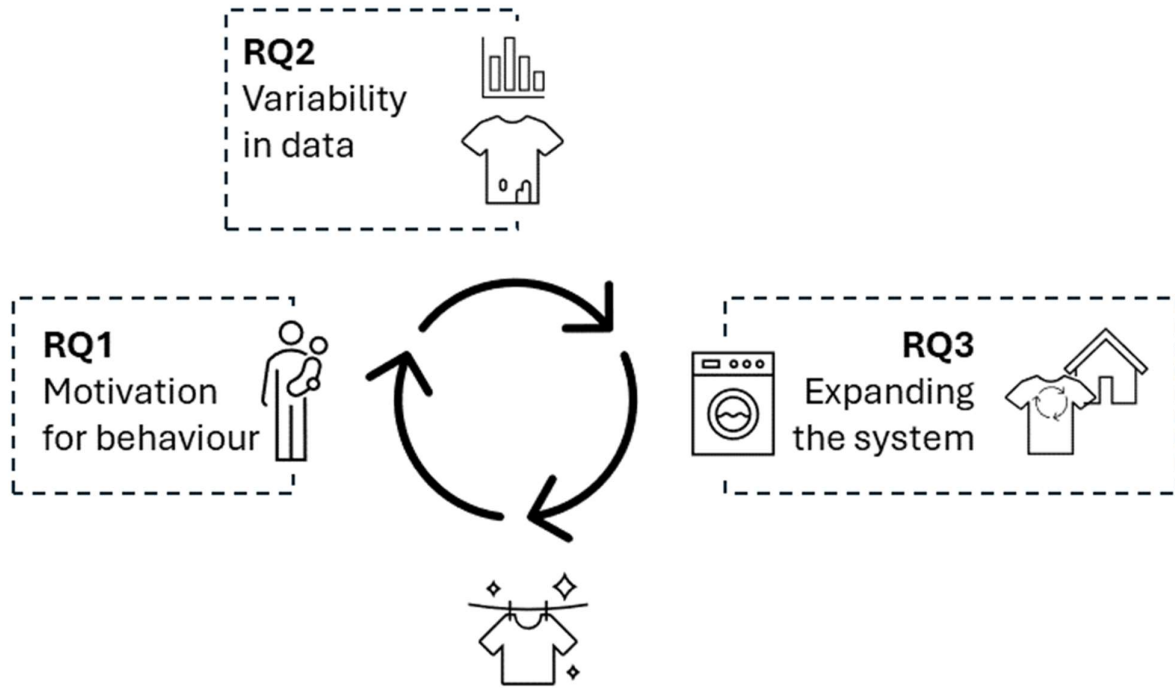 RQ2
Variability
in data
RQ1
Motivation
for behaviour
RQ3
Expanding
the system